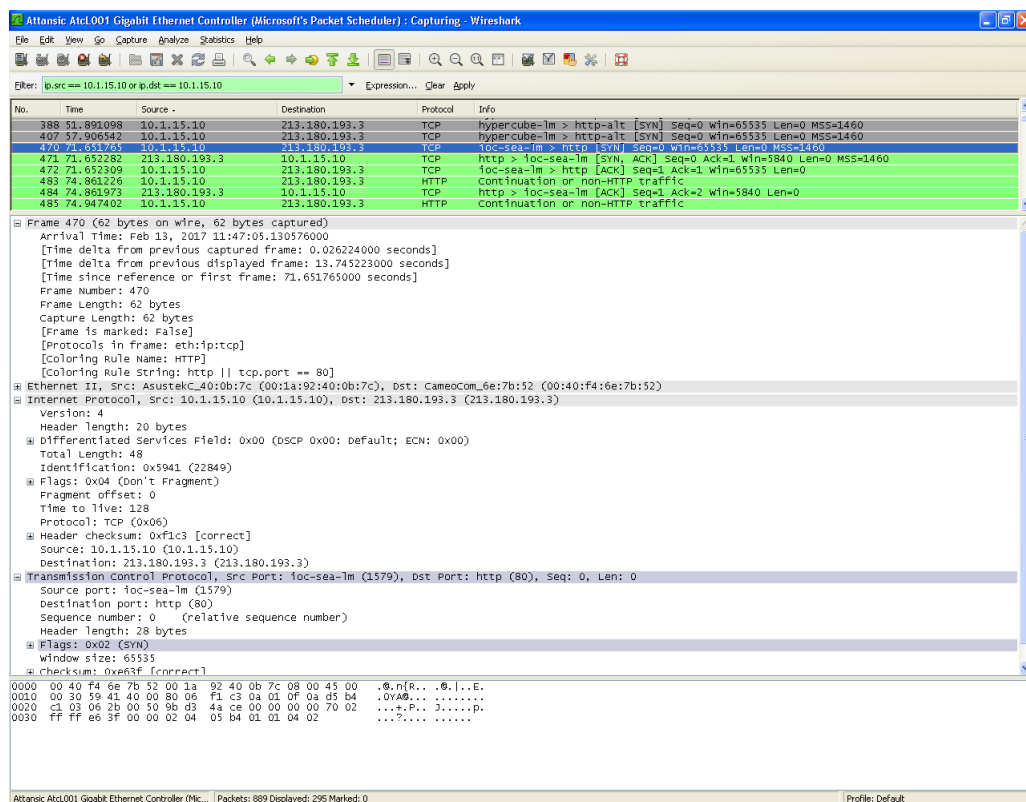 Attansic AtcL001 Gigabit Ethernet Controller (Microsoft's Packet Scheduler) : Capturing - Wireshark
File Edit View Go Capture Analyze Statistics Help
Filter: ip.src == 10.1.15.10 or ip.dst == 10.1.15.10 Expression... Clear Apply
No. Time Source Destination Protocol Info
388 51.891098 10.1.15.10 213.180.193.3 TCP hypercube-lm > http-alt [SYN] Seq=0 Win=65535 Len=0 MSS=1460
407 57.906542 10.1.15.10 213.180.193.3 TCP hypercube-lm > http-alt [SYN] Seq=0 Win=65535 Len=0 MSS=1460
470 71.651765 10.1.15.10 213.180.193.3 TCP ioc-sea-lm > http [SYN] Seq=0 Win=65535 Len=0 MSS=1460
471 71.652282 213.180.193.3 10.1.15.10 TCP http > ioc-sea-lm [SYN, ACK] Seq=0 Ack=1 Win=5840 Len=0 MSS=1460
472 71.652309 10.1.15.10 213.180.193.3 TCP ioc-sea-lm > http [ACK] Seq=1 Ack=1 Win=65535 Len=0
483 74.861226 10.1.15.10 213.180.193.3 HTTP Continuation or non-HTTP traffic
484 74.861973 213.180.193.3 10.1.15.10 TCP http > ioc-sea-lm [ACK] Seq=1 Ack=2 Win=5840 Len=0
485 74.947402 10.1.15.10 213.180.193.3 HTTP Continuation or non-HTTP traffic
Frame 470 (62 bytes on wire, 62 bytes captured)
Arrival Time: Feb 13, 2017 11:47:05.130576000
[Time delta from previous captured frame: 0.026224000 seconds]
[Time delta from previous displayed frame: 13.745223000 seconds]
[Time since reference or first frame: 71.651765000 seconds]
Frame Number: 470
Frame Length: 62 bytes
Capture Length: 62 bytes
[Frame is marked: False]
[Protocols in frame: eth:ip:tcp]
[Coloring Rule Name: HTTP]
[Coloring Rule String: http || tcp.port == 80]
Ethernet II, Src: AsustekC_40:0b:7c (00:1a:92:40:0b:7c), Dst: CameoCom_6e:7b:52 (00:40:f4:6e:7b:52)
Internet Protocol, Src: 10.1.15.10 (10.1.15.10), Dst: 213.180.193.3 (213.180.193.3)
Version: 4
Header length: 20 bytes
Differentiated Services Field: 0x00 (DSCP 0x00: Default; ECN: 0x00)
Total Length: 48
Identification: 0x5941 (22849)
Flags: 0x04 (Don't Fragment)
Fragment offset: 0
Time to live: 128
Protocol: TCP (0x06)
Header checksum: 0xf1c3 [correct]
Source: 10.1.15.10 (10.1.15.10)
Destination: 213.180.193.3 (213.180.193.3)
Transmission Control Protocol, Src Port: ioc-sea-lm (1579), Dst Port: http (80), Seq: 0, Len: 0
Source port: ioc-sea-lm (1579)
Destination port: http (80)
Sequence number: 0 (relative sequence number)
Header length: 28 bytes
Flags: 0x02 (SYN)
Window size: 65535
Checksum: 0xe63f [correct]
0000 00 40 f4 6e 7b 52 00 1a 92 40 0b 7c 08 00 45 00 .@.n{R.. .@.|..E.
0010 00 30 59 41 40 00 80 06 f1 c3 0a 01 0f 0a d5 b4 .0YA@... ........
0020 c1 03 06 2b 00 50 9b d3 4a ce 00 00 00 00 70 02 ...+.P.. J.....p.
0030 ff ff e6 3f 00 00 02 04 05 b4 01 01 04 02 ...?.... ......
Attansic AtcL001 Gigabit Ethernet Controller (Mic... Packets: 889 Displayed: 295 Marked: 0 Profile: Default